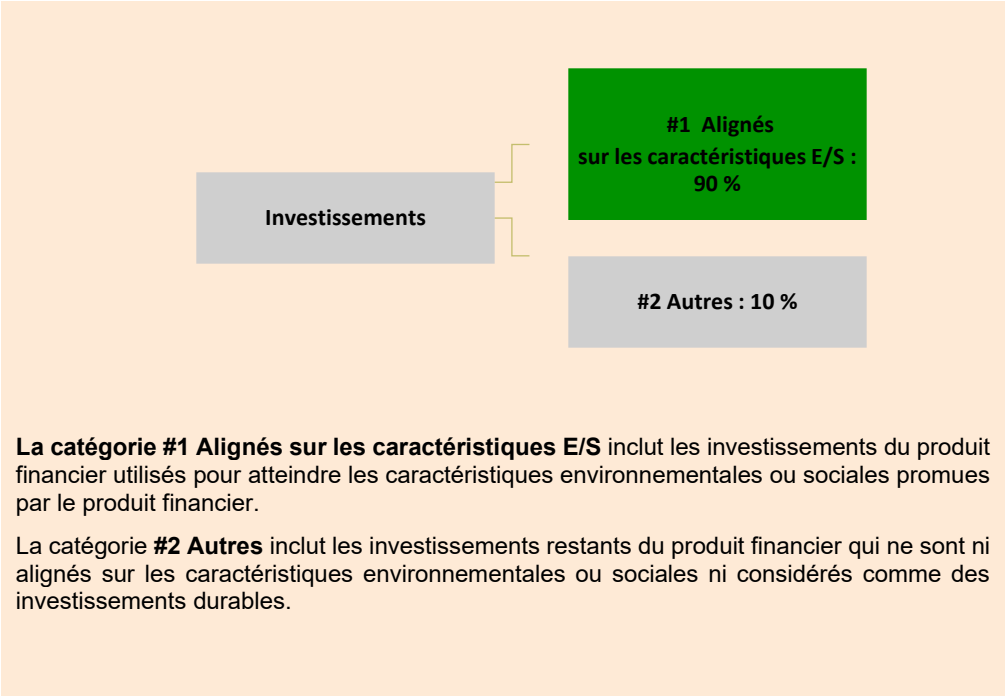 #1 Alignés
sur les caractéristiques E/S :
90 %
Investissements
#2 Autres : 10 %
La catégorie #1 Alignés sur les caractéristiques E/S inclut les investissements du produit
financier utilisés pour atteindre les caractéristiques environnementales ou sociales promues
par le produit financier.
La catégorie #2 Autres inclut les investissements restants du produit financier qui ne sont ni
alignés sur les caractéristiques environnementales ou sociales ni considérés comme des
investissements durables.